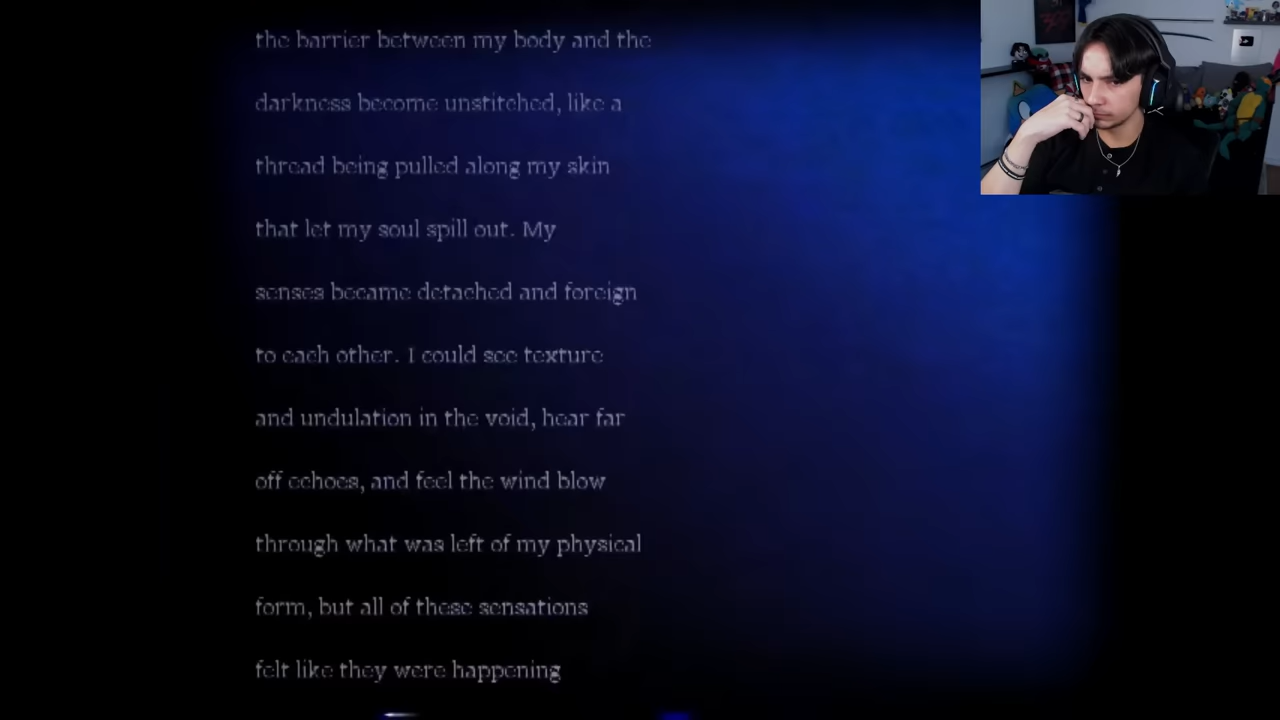 the barrier between my body and the
darkness become unstitched, like a
thread being pulled along my skin
that let my soul spill out. My
senses became detached and foreign
to each other. I could see texture
and undulation in the void, hear far
off echoes, and feel the wind blow
through what was left of my physical
form, but all of these sensations
felt like they were happening